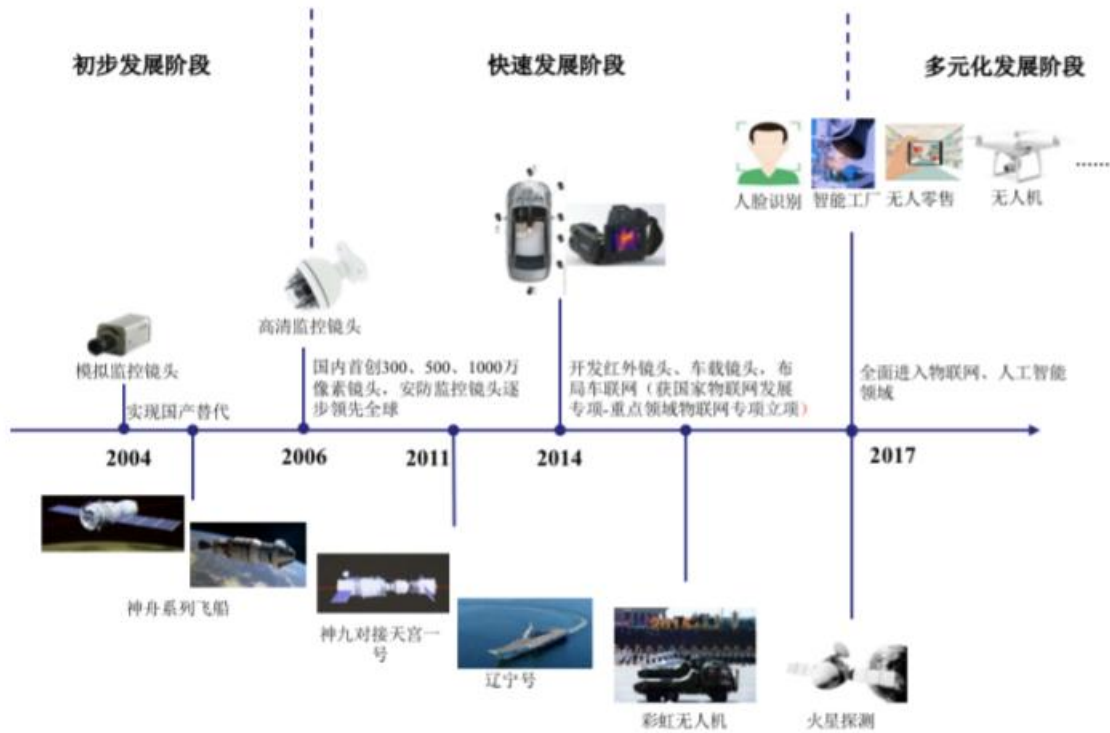 初步发展阶段
快速发展阶段
多元化发展阶段
人脸识别
智能工厂
无人零售
无人机
......
高清监控镜头
模拟监控镜头
实现国产替代
国内首创300、500、1000万
像素镜头，安防监控镜头逐
步领先全球
开发红外镜头、车载镜头，布
局车联网（获国家物联网发展
专项-重点领域物联网专项立项）
全面进入物联网、人工智能
领域
2004
2006
2011
2014
2017
神舟系列飞船
神九对接天宫一
号
辽宁号
彩虹无人机
火星探测